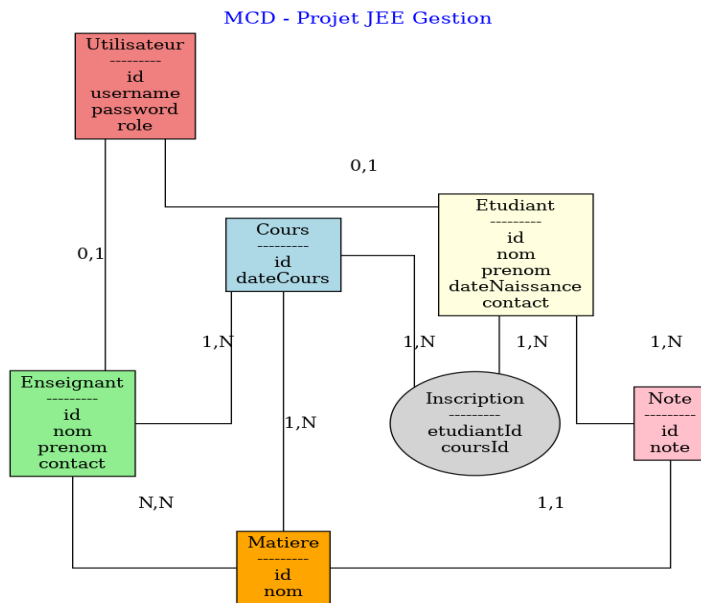 MCD - Projet JEE Gestion
Utilisateur
---------
id
username
password
role
0,1
Etudiant
---------
id
nom
prenom
dateNaissance
contact
Cours
---------
id
dateCours
0,1
1,N
1,N
1,N
1,N
Enseignant
---------
id
nom
prenom
contact
1,N
Inscription
---------
etudiantId
coursId
Note
---------
id
note
N,N
1,1
Matiere
---------
id
nom